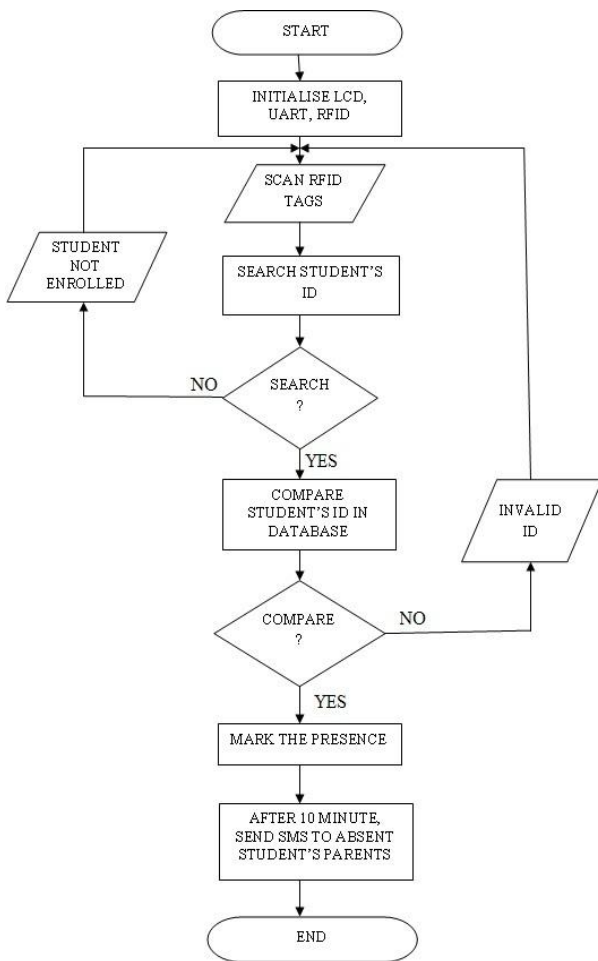 START
INITIALISE LCD,
UART, RFID
SCAN RFID
TAGS
STUDENT
NOT
ENROLLED
SEARCH STUDENT'S
ID
NO
SEARCH
?
YES
COMPARE
STUDENT'S ID IN
DATABASE
INVALID
ID
COMPARE
?
NO
YES
MARK THE PRESENCE
AFTER 10 MINUTE,
SEND SMS TO ABSENT
STUDENT'S PARENTS
END